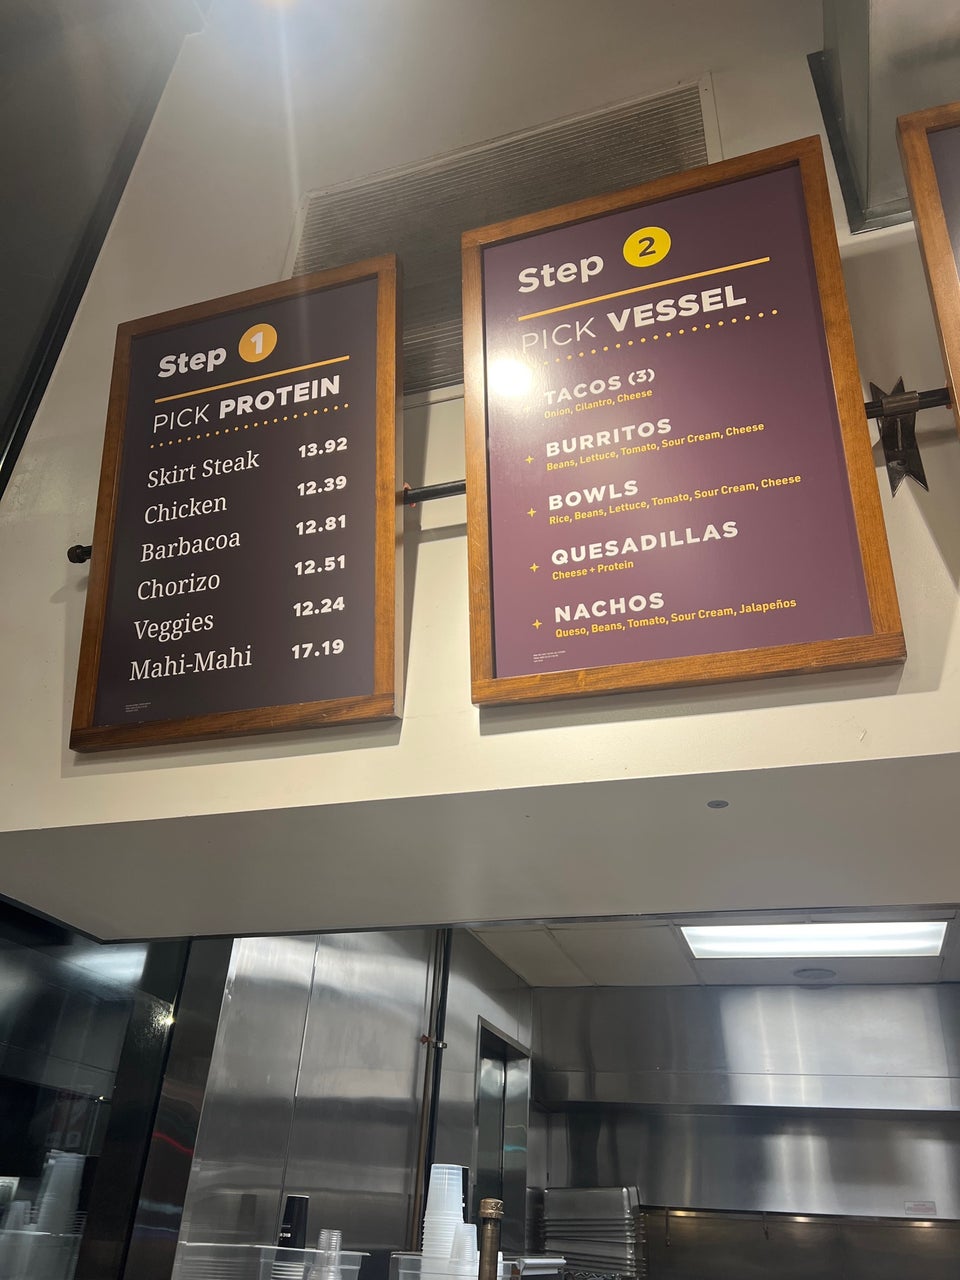 Step 1
PICK PROTEIN
Skirt Steak 13.92
Chicken 12.39
Barbacoa 12.81
Chorizo 12.51
Veggies 12.24
Mahi-Mahi 17.19
Step 2
PICK VESSEL
TACOS (3)
Onion, Cilantro, Cheese
BURRITOS
Beans, Lettuce, Tomato, Sour Cream, Cheese
BOWLS
Rice, Beans, Lettuce, Tomato, Sour Cream, Cheese
QUESADILLAS
Cheese + Protein
NACHOS
Queso, Beans, Tomato, Sour Cream, Jalapeños